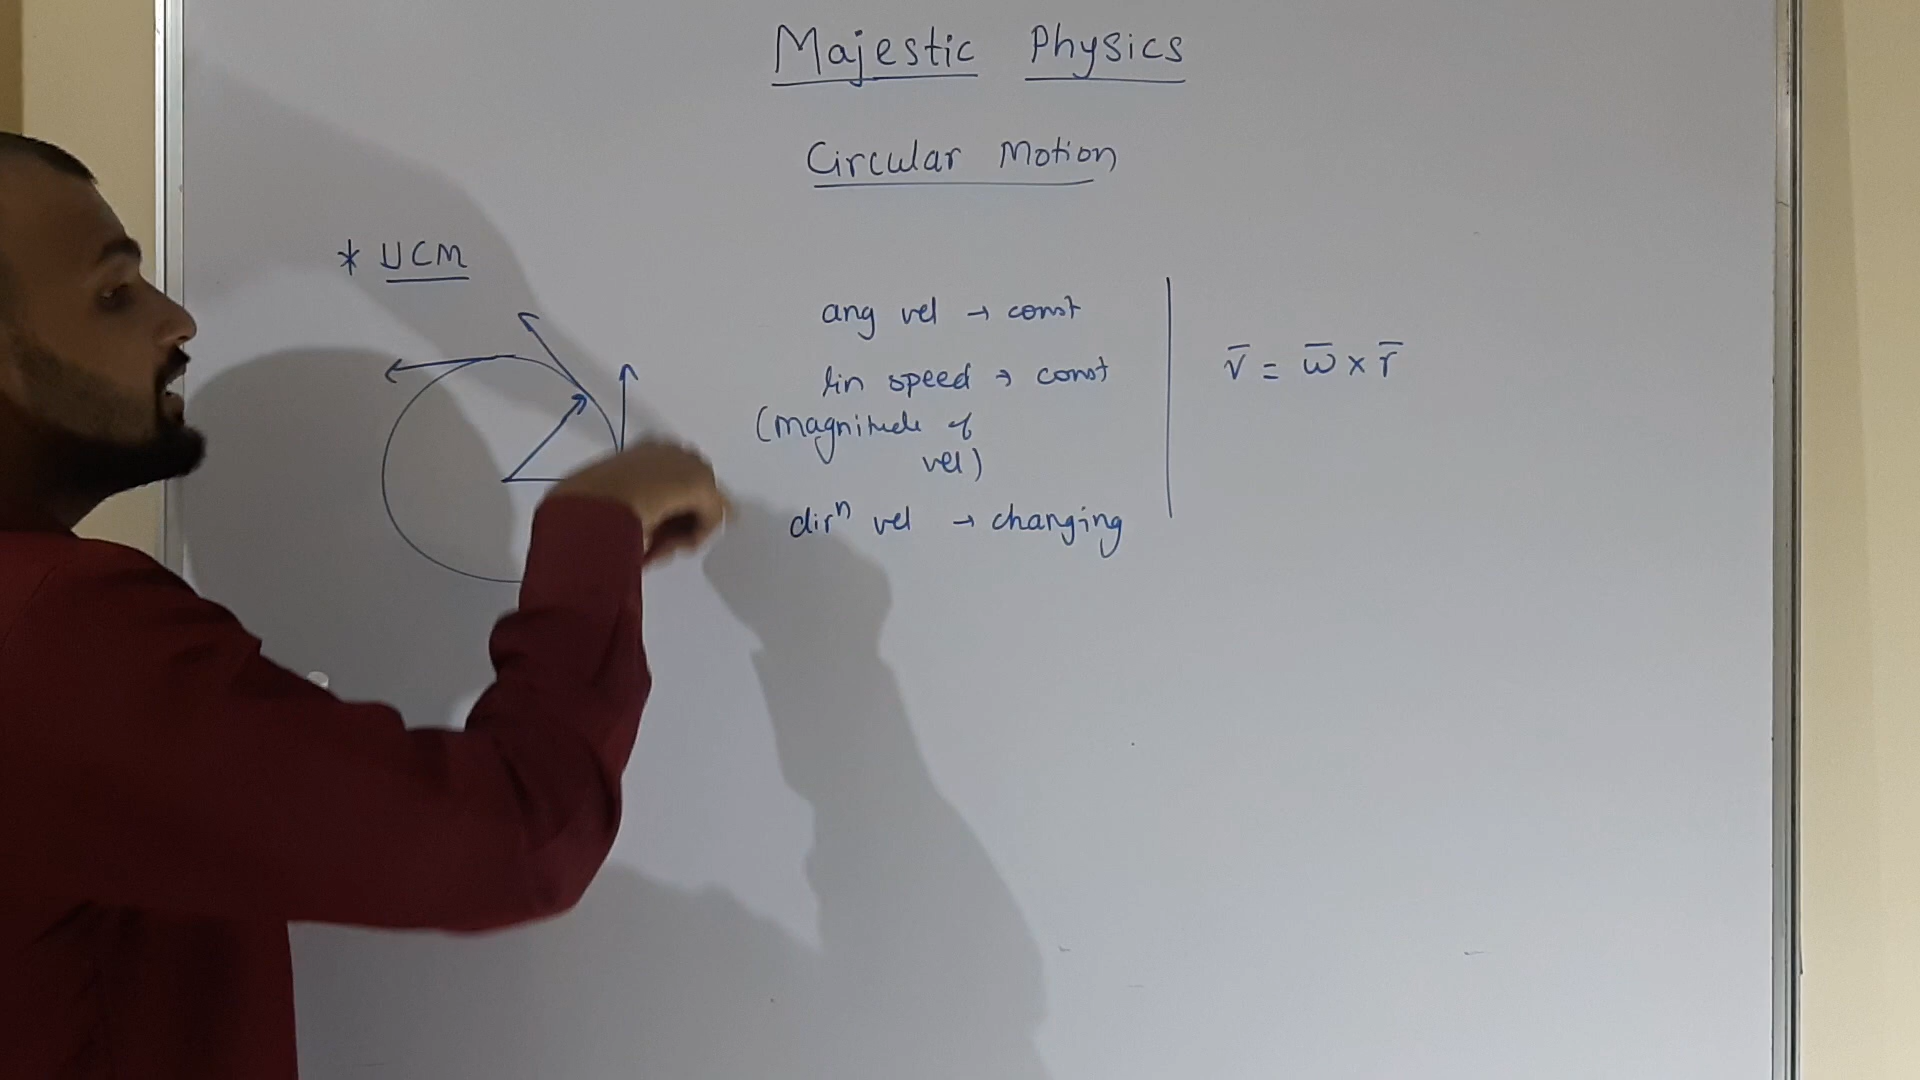 Majestic Physics
Circular Motion
* UCM
ang vel → const
lin speed → const
(magnitude of
vel)
dirⁿ vel → changing
v̅ = ω̅ × r̅